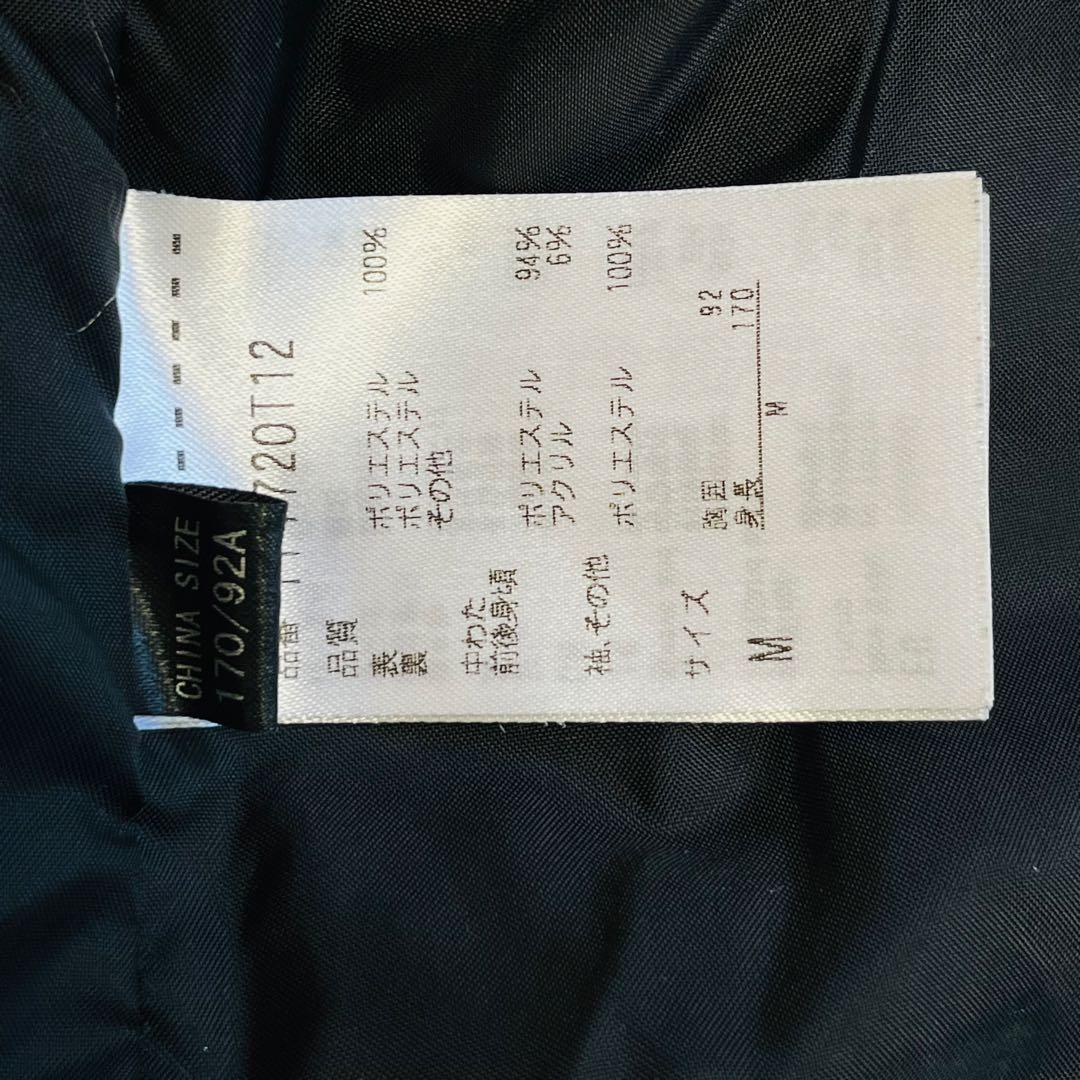 CHINA SIZE
170/92A
品番 720T12
品質
表 ポリエステル 100%
裏 ポリエステル
その他
中わた
前後身頃 ポリエステル 94%
アクリル 6%
袖、その他 ポリエステル 100%
サイズ 胸囲 92
身長 170
M M